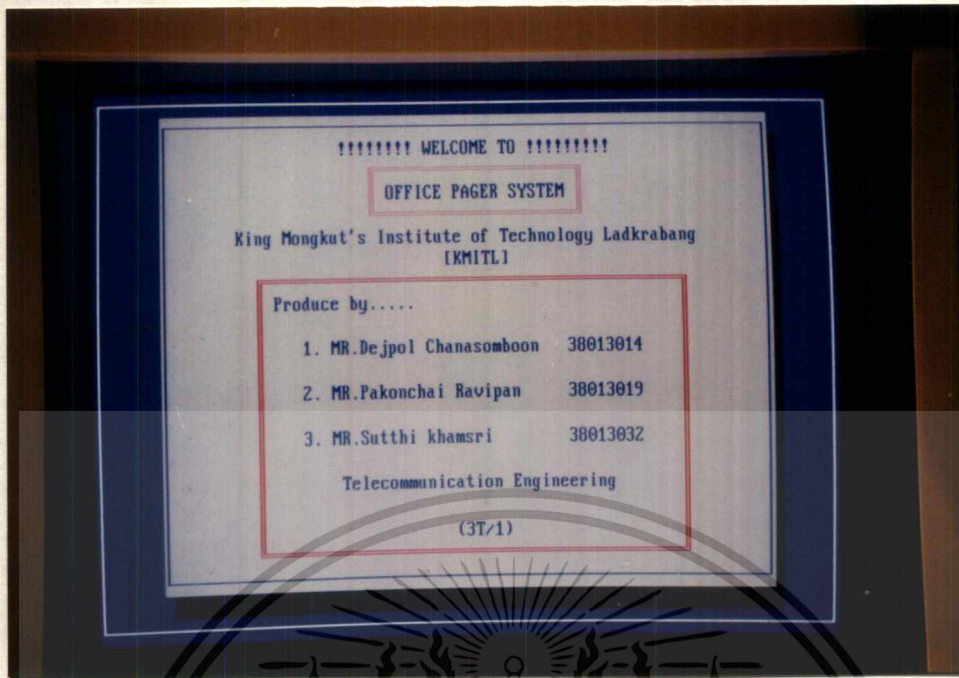 !!!!!!!! WELCOME TO !!!!!!!!!
OFFICE PAGER SYSTEM
King Mongkut's Institute of Technology Ladkrabang
[KMITL]
Produce by.....
1. MR.Dejpol Chanasomboon 38013014
2. MR.Pakonchai Ravipan 38013019
3. MR.Sutthi khamsri 38013032
Telecommunication Engineering
(3T/1)